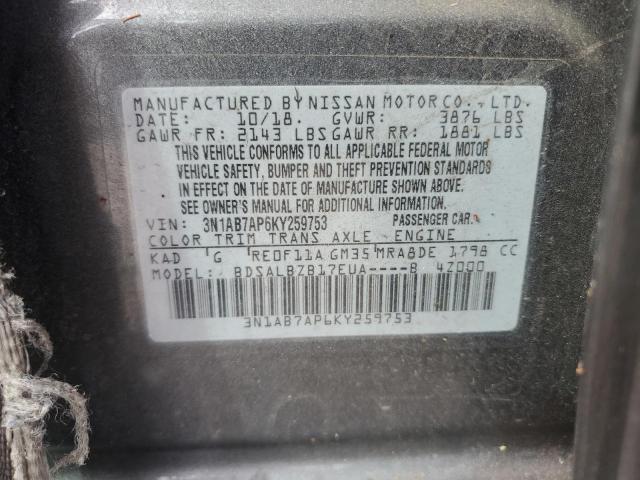 MANUFACTURED BY NISSAN MOTOR CO., LTD.
DATE: 10/18. GVWR: 3876 LBS
GAWR FR: 2143 LBS GAWR RR: 1881 LBS
THIS VEHICLE CONFORMS TO ALL APPLICABLE FEDERAL MOTOR
VEHICLE SAFETY, BUMPER AND THEFT PREVENTION STANDARDS
IN EFFECT ON THE DATE OF MANUFACTURE SHOWN ABOVE.
SEE OWNER'S MANUAL FOR ADDITIONAL INFORMATION.
VIN: 3N1AB7AP6KY259753 PASSENGER CAR
COLOR TRIM TRANS AXLE ENGINE
KAD G RE0F11A GM35 MRA8DE 1798 CC
MODEL: BDSALBZB17EUA----B 4Z000
3N1AB7AP6KY259753